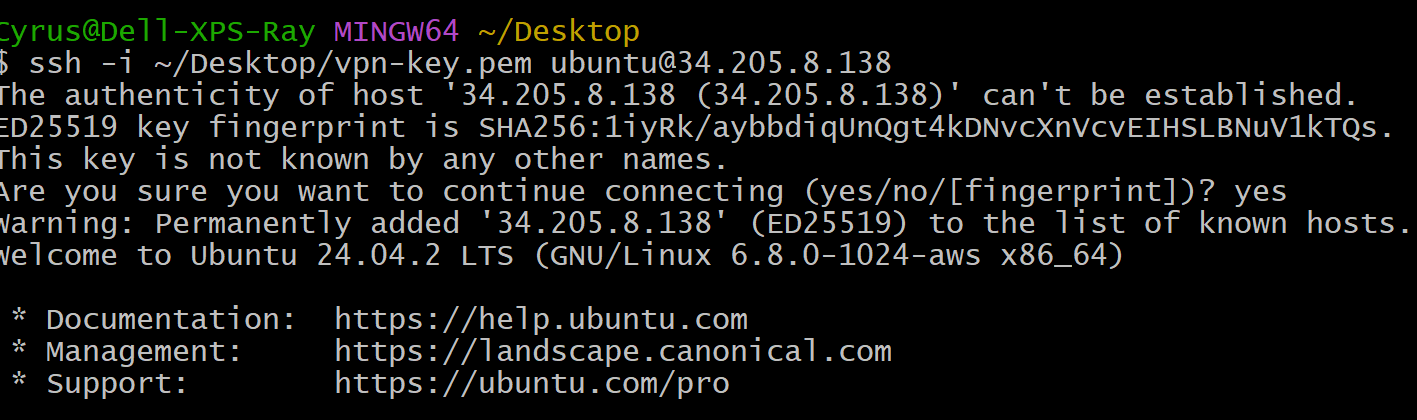 Cyrus@Dell-XPS-Ray MINGW64 ~/Desktop
$ ssh -i ~/Desktop/vpn-key.pem ubuntu@34.205.8.138
The authenticity of host '34.205.8.138 (34.205.8.138)' can't be established.
ED25519 key fingerprint is SHA256:1iyRk/aybbdiqUnQgt4kDNvcXnVcvEIHSLBNuV1kTQs.
This key is not known by any other names.
Are you sure you want to continue connecting (yes/no/[fingerprint])? yes
Warning: Permanently added '34.205.8.138' (ED25519) to the list of known hosts.
Welcome to Ubuntu 24.04.2 LTS (GNU/Linux 6.8.0-1024-aws x86_64)
* Documentation: https://help.ubuntu.com
* Management: https://landscape.canonical.com
* Support: https://ubuntu.com/pro